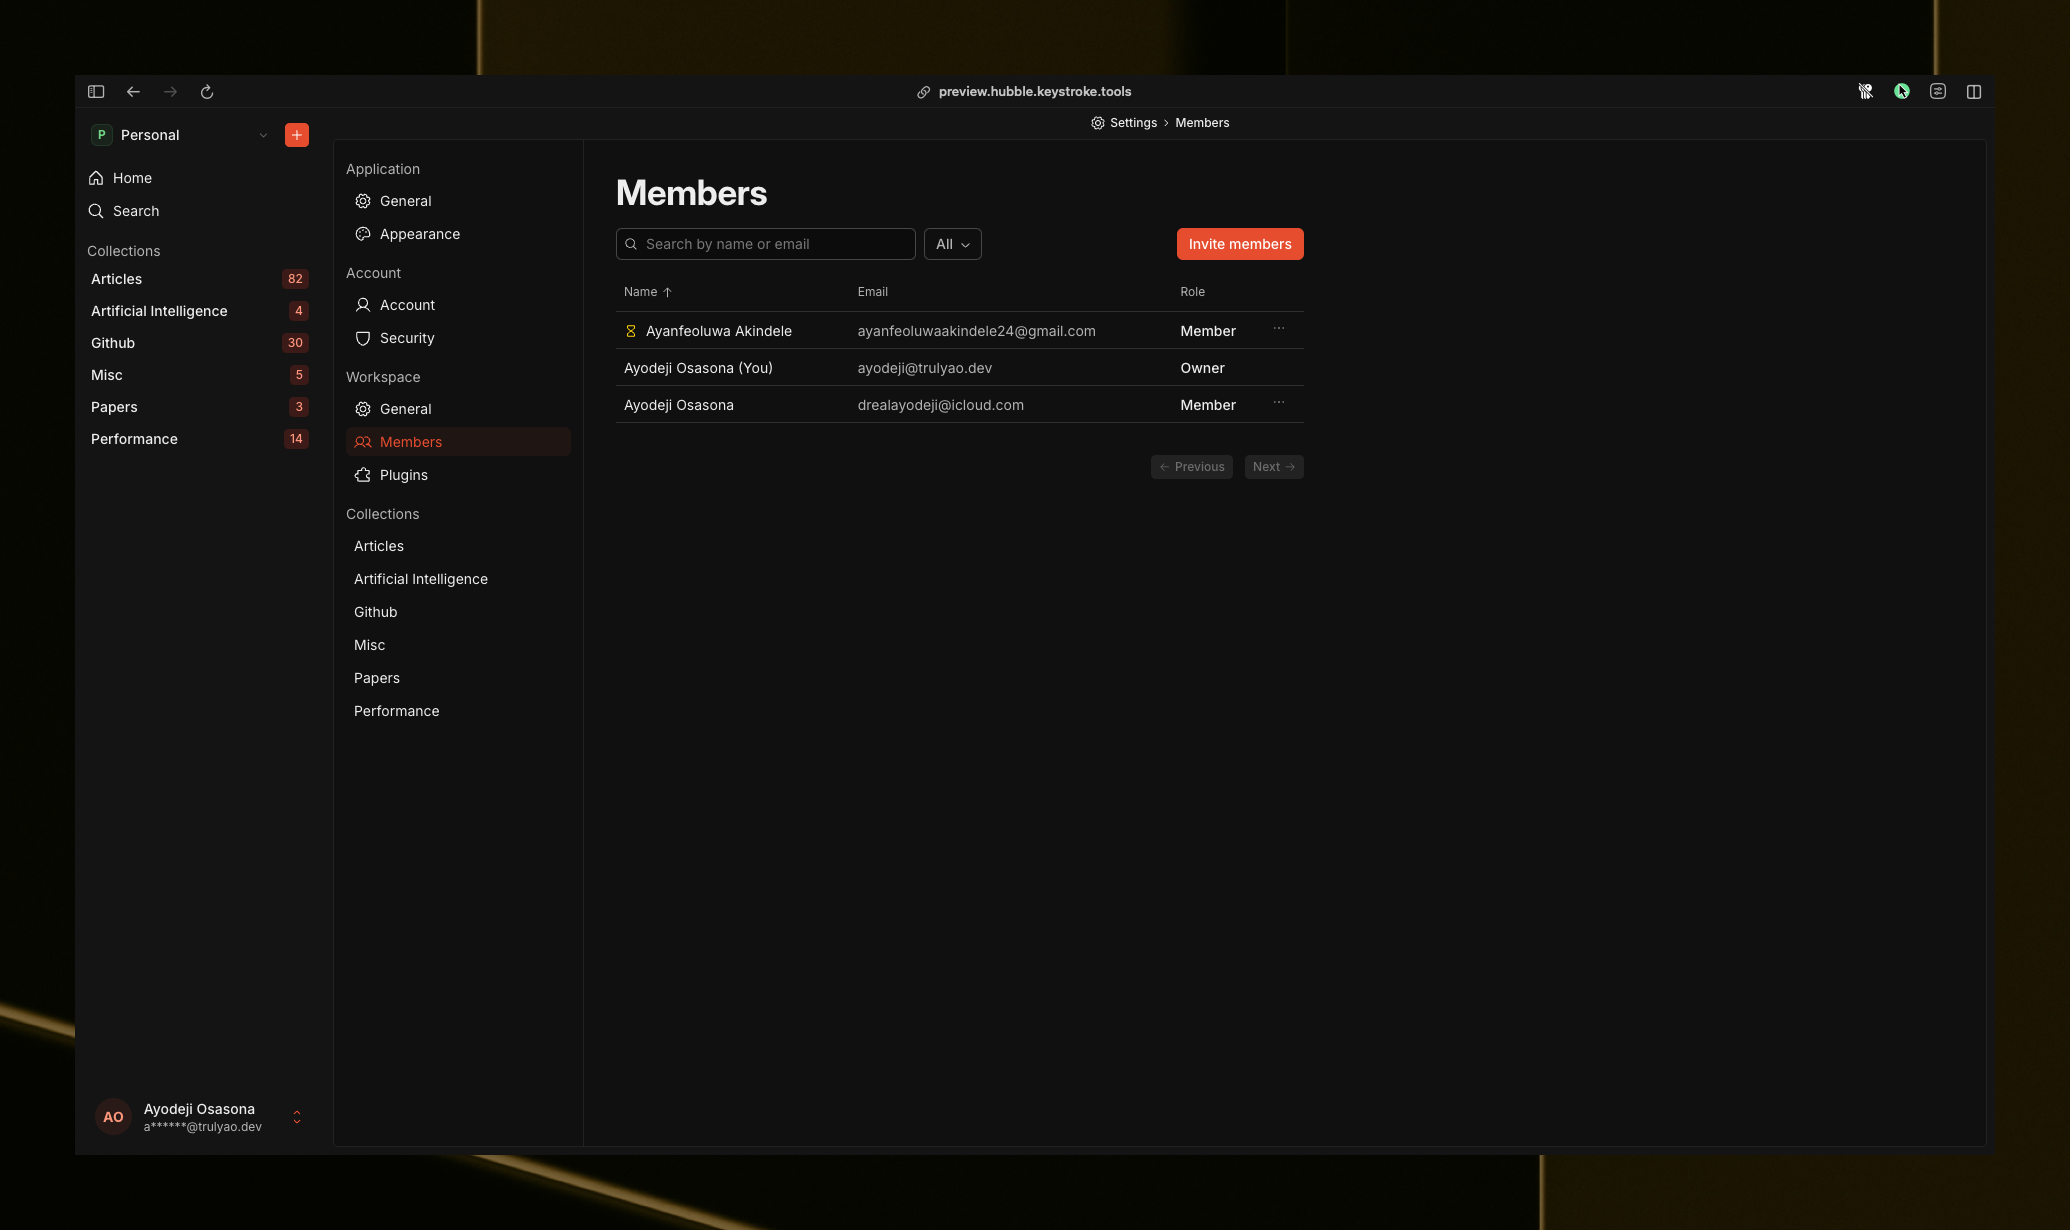 preview.hubble.keystroke.tools
P Personal
Settings › Members
Home
Search
Collections
Articles 82
Artificial Intelligence 4
Github 30
Misc 5
Papers 3
Performance 14
AO
Ayodeji Osasona
a******@trulyao.dev
Application
General
Appearance
Account
Account
Security
Workspace
General
Members
Plugins
Collections
Articles
Artificial Intelligence
Github
Misc
Papers
Performance
Members
Search by name or email All Invite members
Name ↑ Email Role
Ayanfeoluwa Akindele ayanfeoluwaakindele24@gmail.com Member ...
Ayodeji Osasona (You) ayodeji@trulyao.dev Owner
Ayodeji Osasona drealayodeji@icloud.com Member ...
← Previous Next →